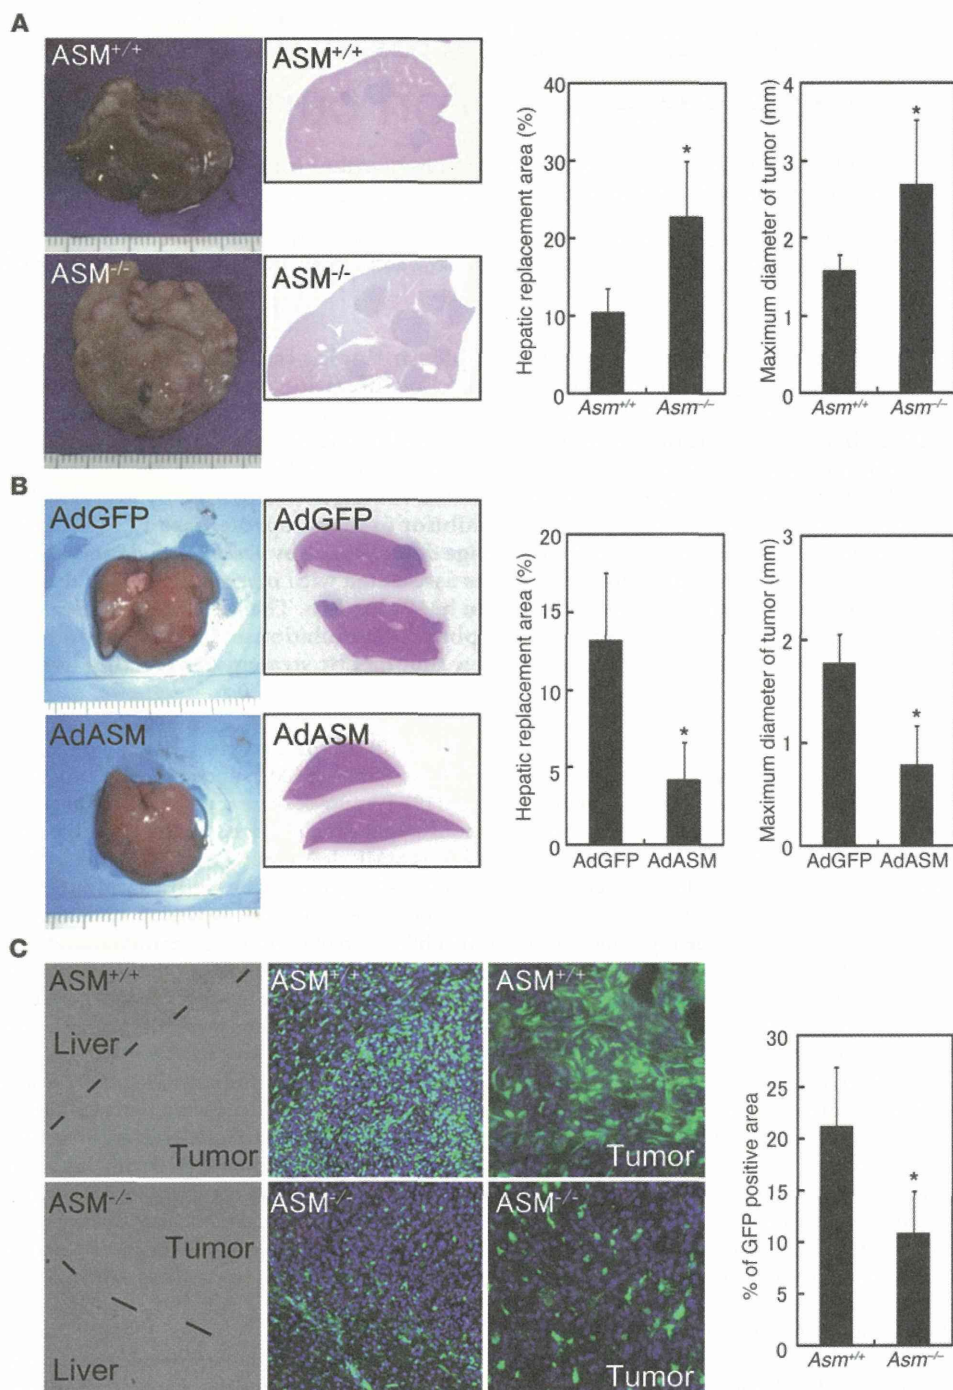 A
ASM+/+
ASM+/+
ASM-/-
ASM-/-
Hepatic replacement area (%)
40
30
20
10
0
Asm+/+
Asm−/−
*
Maximum diameter of tumor (mm)
4
3
2
1
0
Asm+/+
Asm−/−
*
B
AdGFP
AdGFP
AdASM
AdASM
Hepatic replacement area (%)
20
15
10
5
0
AdGFP
AdASM
*
Maximum diameter of tumor (mm)
3
2
1
0
AdGFP
AdASM
*
C
ASM+/+
Liver
Tumor
ASM+/+
ASM+/+
Tumor
ASM-/-
Tumor
Liver
ASM-/-
ASM-/-
Tumor
% of GFP positive area
30
25
20
15
10
5
0
Asm+/+
Asm−/−
*